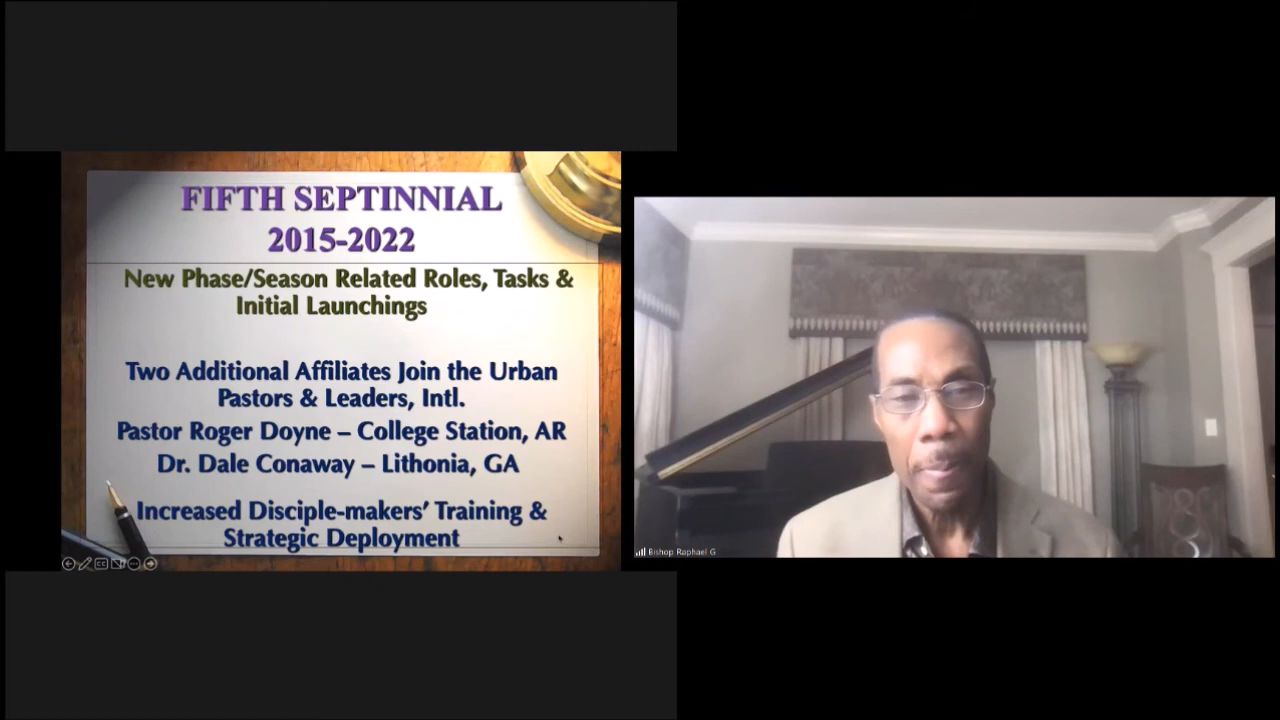 FIFTH SEPTINNIAL
2015-2022
New Phase/Season Related Roles, Tasks &
Initial Launchings
Two Additional Affiliates Join the Urban
Pastors & Leaders, Intl.
Pastor Roger Doyne – College Station, AR
Dr. Dale Conaway – Lithonia, GA
Increased Disciple-makers’ Training &
Strategic Deployment
CC
Bishop Raphael G